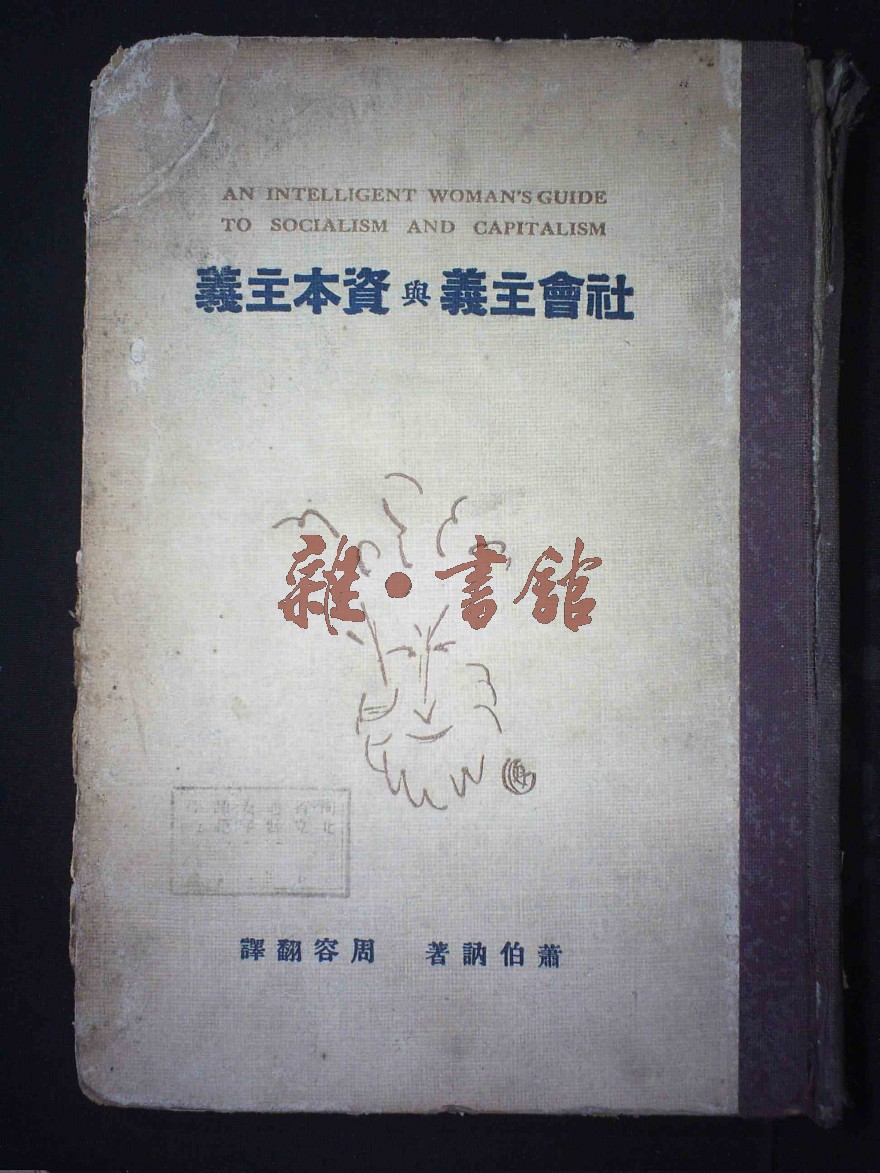 AN INTELLIGENT WOMAN'S GUIDE
TO SOCIALISM AND CAPITALISM
社會主義與資本主義
雜·書館
蕭伯訥著 周容翻譯